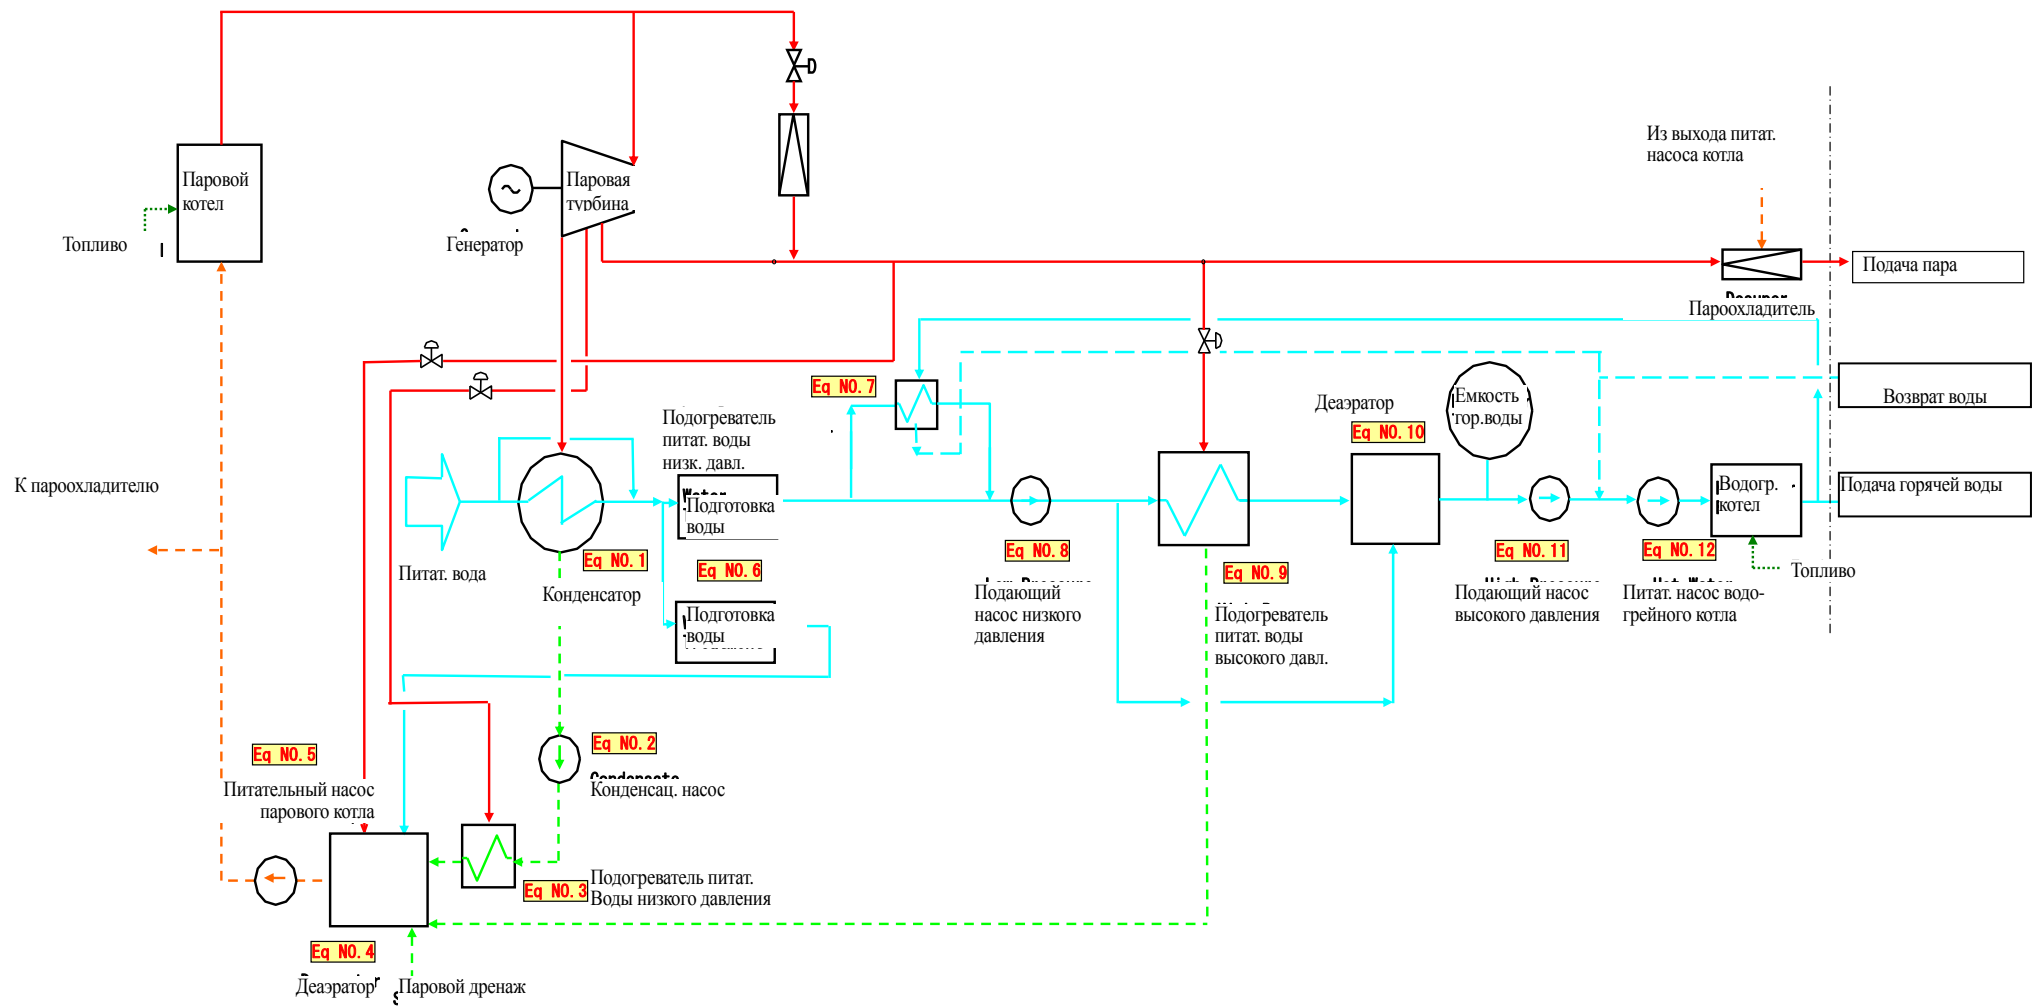 Из выхода питат.
насоса котла
Паровой
котел
Паровая
турбина
Топливо
Генератор
Подача пара
Пароохладитель
Eq NO.7
Возврат воды
Емкость
гор.воды
Деаэратор
Eq NO.10
Подогреватель
питат. воды
низк. давл.
К пароохладителю
Подготовка
воды
Водогр.
котел
Подача горячей воды
Eq NO.1
Eq NO.8
Eq NO.11
Eq NO.12
Питат. вода
Eq NO.6
Eq NO.9
Топливо
Конденсатор
Подающий
насос низкого
давления
Подающий насос
высокого давления
Питат. насос водо-
грейного котла
Подготовка
воды
Подогреватель
питат. воды
высокого давл.
Eq NO.5
Eq NO.2
Питательный насос
парового котла
Конденсац. насос
Eq NO.3
Подогреватель питат.
Воды низкого давления
Eq NO.4
Деаэратор
Паровой дренаж